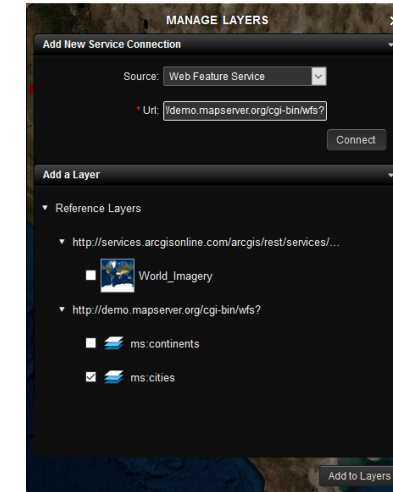 MANAGE LAYERS
Add New Service Connection
Source: Web Feature Service
* Url: /demo.mapserver.org/cgi-bin/wfs?
Connect
Add a Layer
Reference Layers
http://services.arcgisonline.com/arcgis/rest/services/...
World_Imagery
http://demo.mapserver.org/cgi-bin/wfs?
ms:continents
ms:cities
Add to Layers